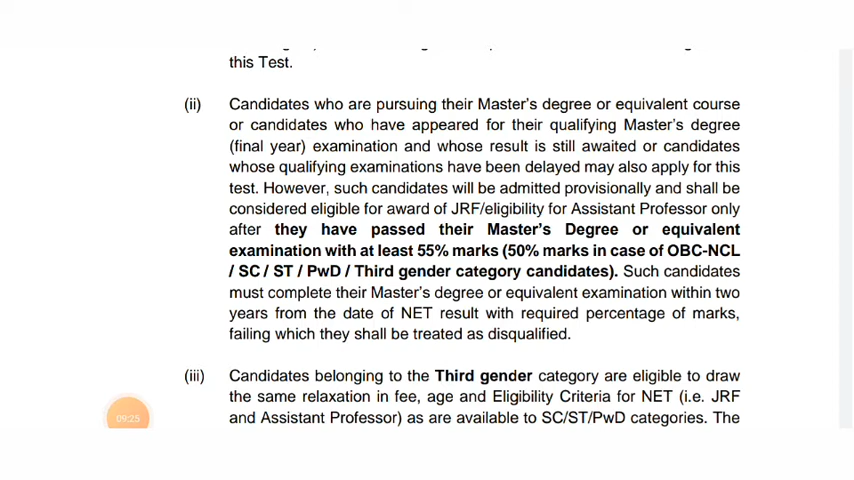 this Test.
(ii) Candidates who are pursuing their Master's degree or equivalent course
or candidates who have appeared for their qualifying Master's degree
(final year) examination and whose result is still awaited or candidates
whose qualifying examinations have been delayed may also apply for this
test. However, such candidates will be admitted provisionally and shall be
considered eligible for award of JRF/eligibility for Assistant Professor only
after they have passed their Master's Degree or equivalent
examination with at least 55% marks (50% marks in case of OBC-NCL
/ SC / ST / PwD / Third gender category candidates). Such candidates
must complete their Master's degree or equivalent examination within two
years from the date of NET result with required percentage of marks,
failing which they shall be treated as disqualified.
(iii) Candidates belonging to the Third gender category are eligible to draw
the same relaxation in fee, age and Eligibility Criteria for NET (i.e. JRF
and Assistant Professor) as are available to SC/ST/PwD categories. The
09:25